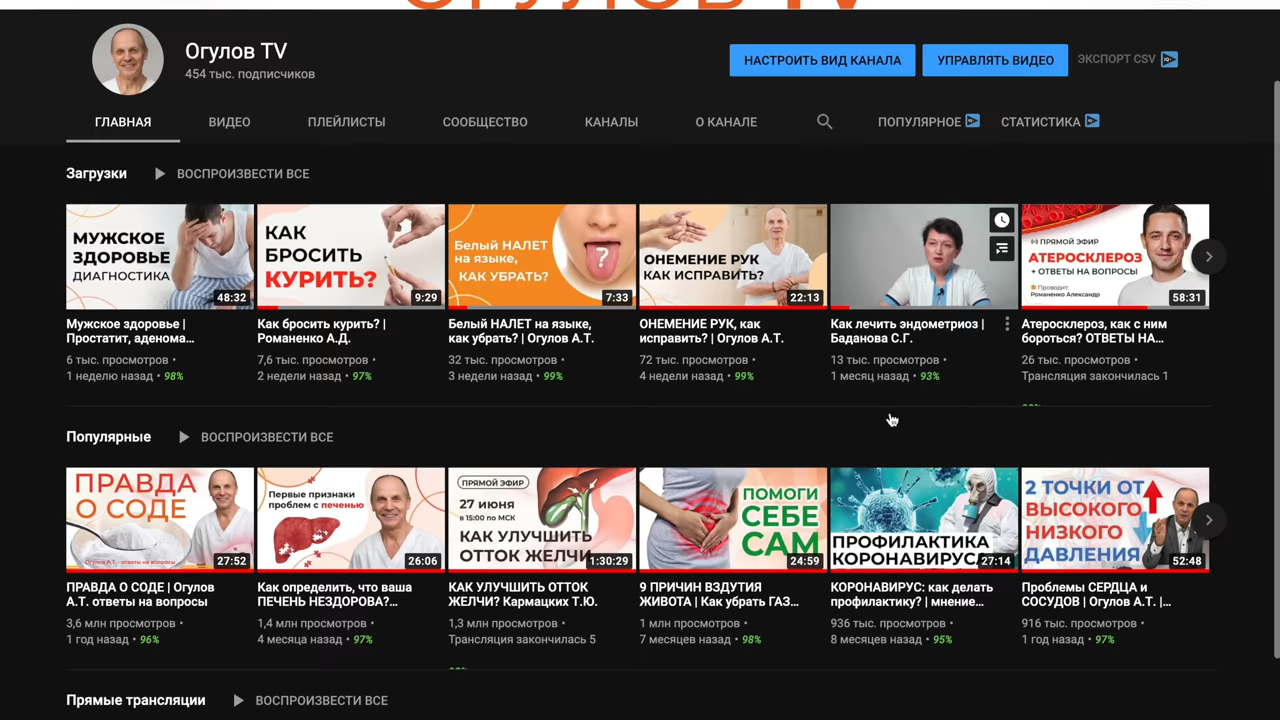 ОГУЛОВ TV
Огулов TV
454 тыс. подписчиков
НАСТРОИТЬ ВИД КАНАЛА
УПРАВЛЯТЬ ВИДЕО
ЭКСПОРТ CSV
ГЛАВНАЯ
ВИДЕО
ПЛЕЙЛИСТЫ
СООБЩЕСТВО
КАНАЛЫ
О КАНАЛЕ
ПОПУЛЯРНОЕ
СТАТИСТИКА
Загрузки
ВОСПРОИЗВЕСТИ ВСЕ
МУЖСКОЕ
ЗДОРОВЬЕ
ДИАГНОСТИКА
48:32
КАК
БРОСИТЬ
КУРИТЬ?
9:29
Белый НАЛЕТ
на языке,
КАК УБРАТЬ?
?
7:33
ОНЕМЕНИЕ РУК
КАК ИСПРАВИТЬ?
22:13
ПРЯМОЙ ЭФИР
АТЕРОСКЛЕРОЗ
+ ОТВЕТЫ НА ВОПРОСЫ
Проводит:
Романенко Александр
58:31
Мужское здоровье |
Простатит, аденома...
6 тыс. просмотров •
1 неделю назад • 98%
Как бросить курить? |
Романенко А.Д.
7,6 тыс. просмотров •
2 недели назад • 97%
Белый НАЛЕТ на языке,
как убрать? | Огулов А.Т.
32 тыс. просмотров •
3 недели назад • 99%
ОНЕМЕНИЕ РУК, как
исправить? | Огулов А.Т.
72 тыс. просмотров •
4 недели назад • 99%
Как лечить эндометриоз |
Баданова С.Г.
13 тыс. просмотров •
1 месяц назад • 93%
Атеросклероз, как с ним
бороться? ОТВЕТЫ НА...
26 тыс. просмотров •
Трансляция закончилась 1
Популярные
ВОСПРОИЗВЕСТИ ВСЕ
ПРАВДА
О СОДЕ
Огулов А.Т. - ответы на вопросы
27:52
Первые признаки
проблем с печенью
26:06
ПРЯМОЙ ЭФИР
27 июня
в 15:00 по МСК
КАК УЛУЧШИТЬ
ОТТОК ЖЕЛЧИ
1:30:29
ПОМОГИ
СЕБЕ
САМ
24:59
ПРОФИЛАКТИКА
КОРОНАВИРУСА
27:14
2 ТОЧКИ ОТ
ВЫСОКОГО
НИЗКОГО
ДАВЛЕНИЯ
52:48
ПРАВДА О СОДЕ | Огулов
А.Т. ответы на вопросы
3,6 млн просмотров •
1 год назад • 96%
Как определить, что ваша
ПЕЧЕНЬ НЕЗДОРОВА?...
1,4 млн просмотров •
4 месяца назад • 97%
КАК УЛУЧШИТЬ ОТТОК
ЖЕЛЧИ? Кармацких Т.Ю.
1,3 млн просмотров •
Трансляция закончилась 5
9 ПРИЧИН ВЗДУТИЯ
ЖИВОТА | Как убрать ГАЗ...
1 млн просмотров •
7 месяцев назад • 98%
КОРОНАВИРУС: как делать
профилактику? | мнение...
936 тыс. просмотров •
8 месяцев назад • 95%
Проблемы СЕРДЦА и
СОСУДОВ | Огулов А.Т. |...
916 тыс. просмотров •
1 год назад • 97%
Прямые трансляции
ВОСПРОИЗВЕСТИ ВСЕ